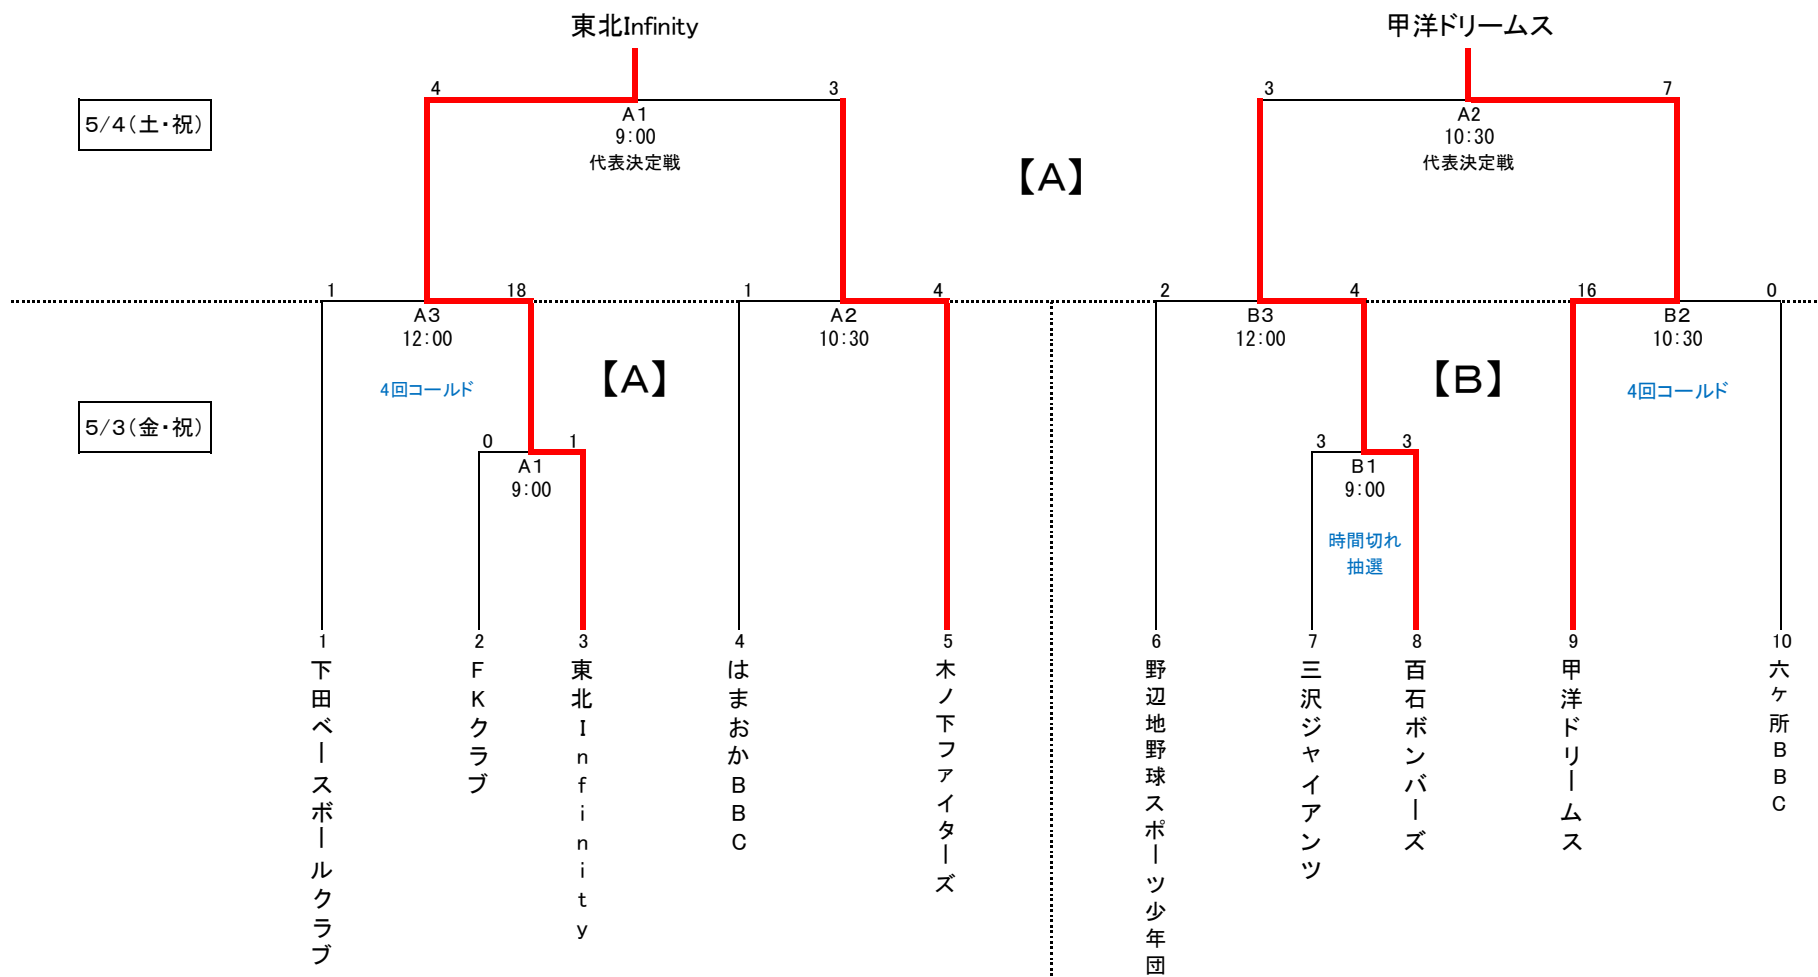 東北Infinity
甲洋ドリームス
4
3
3
7
5/4(土・祝)
A1
9:00
代表決定戦
A2
10:30
代表決定戦
【A】
1
18
1
4
2
4
16
0
A3
12:00
A2
10:30
B3
12:00
B2
10:30
4回コールド
【A】
【B】
4回コールド
5/3(金・祝)
0
1
3
3
A1
9:00
B1
9:00
時間切れ
抽選
1
2
3
4
5
6
7
8
9
10
下田ベースボールクラブ
FKクラブ
東北Infinity
はまおかBBC
木ノ下ファイターズ
野辺地野球スポーツ少年団
三沢ジャイアンツ
百石ボンバーズ
甲洋ドリームス
六ケ所BBC